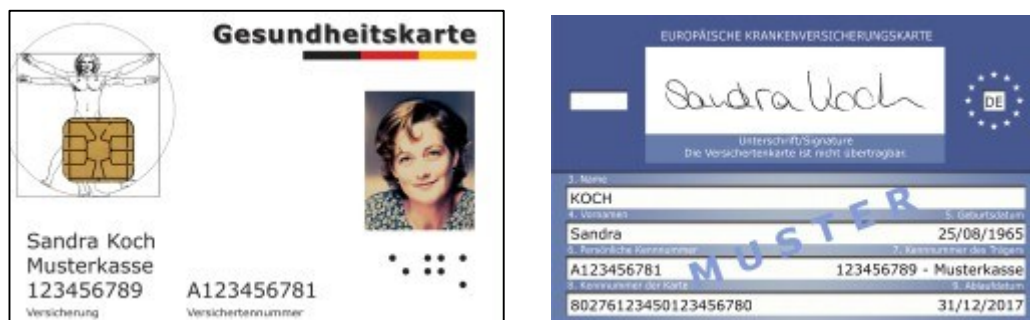 Gesundheitskarte
Sandra Koch
Musterkasse
123456789 A123456781
Versicherung Versichertennummer
EUROPÄISCHE KRANKENVERSICHERUNGSKARTE
Sandra Koch
DE
Unterschrift/Signature
Die Versichertenkarte ist nicht übertragbar.
MUSTER
3. Name
KOCH
4. Vornamen 5. Geburtsdatum
Sandra 25/08/1965
6. Persönliche Kennnummer 7. Kennnummer des Trägers
A123456781 123456789 - Musterkasse
8. Kennnummer der Karte 9. Ablaufdatum
80276123450123456780 31/12/2017